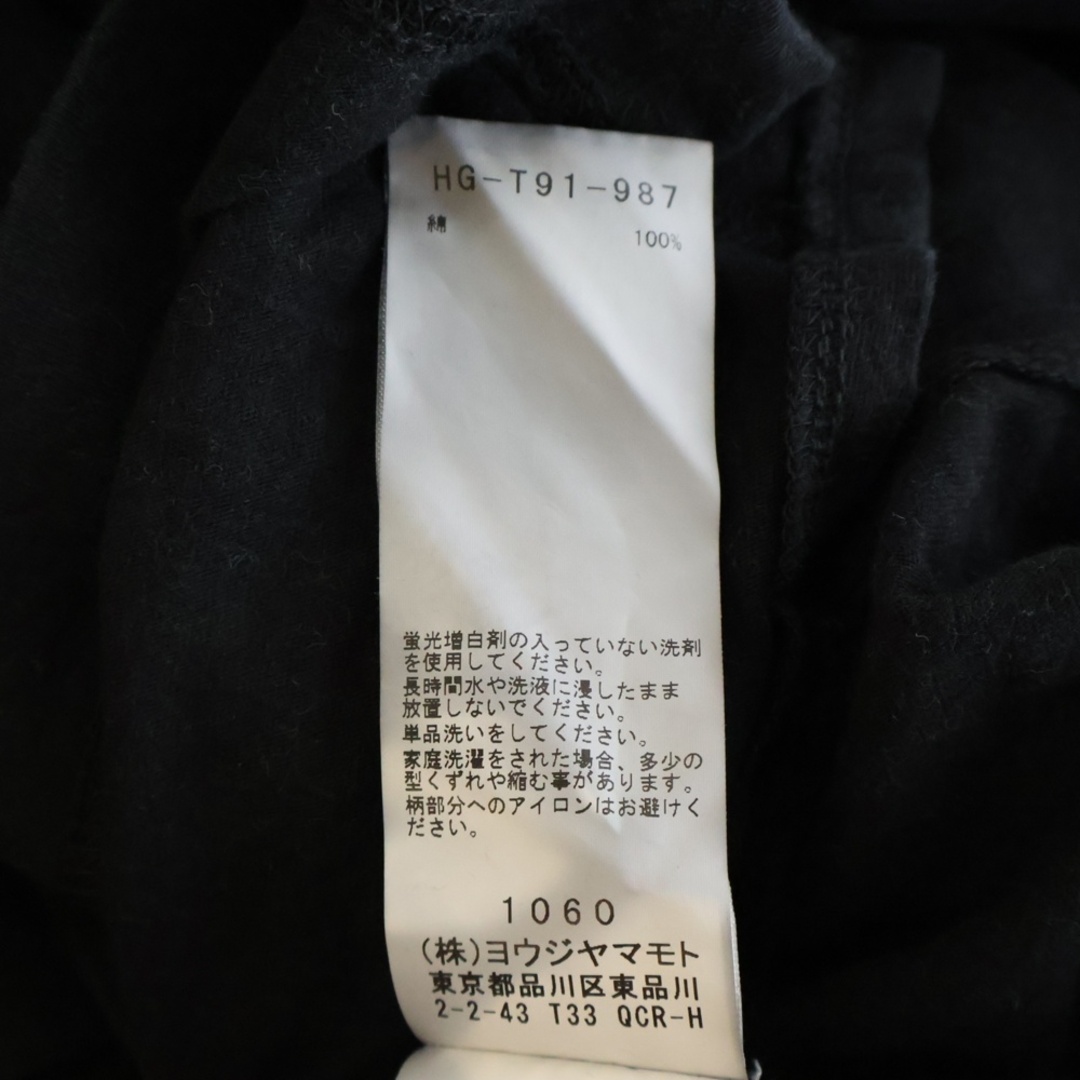 HG-T91-987
綿 100%
蛍光増白剤の入っていない洗剤
を使用してください。
長時間水や洗液に浸したまま
放置しないでください。
単品洗いをしてください。
家庭洗濯をされた場合、多少の
型くずれや縮む事があります。
柄部分へのアイロンはお避けく
ださい。
1060
(株)ヨウジヤマモト
東京都品川区東品川
2-2-43 T33 QCR-H